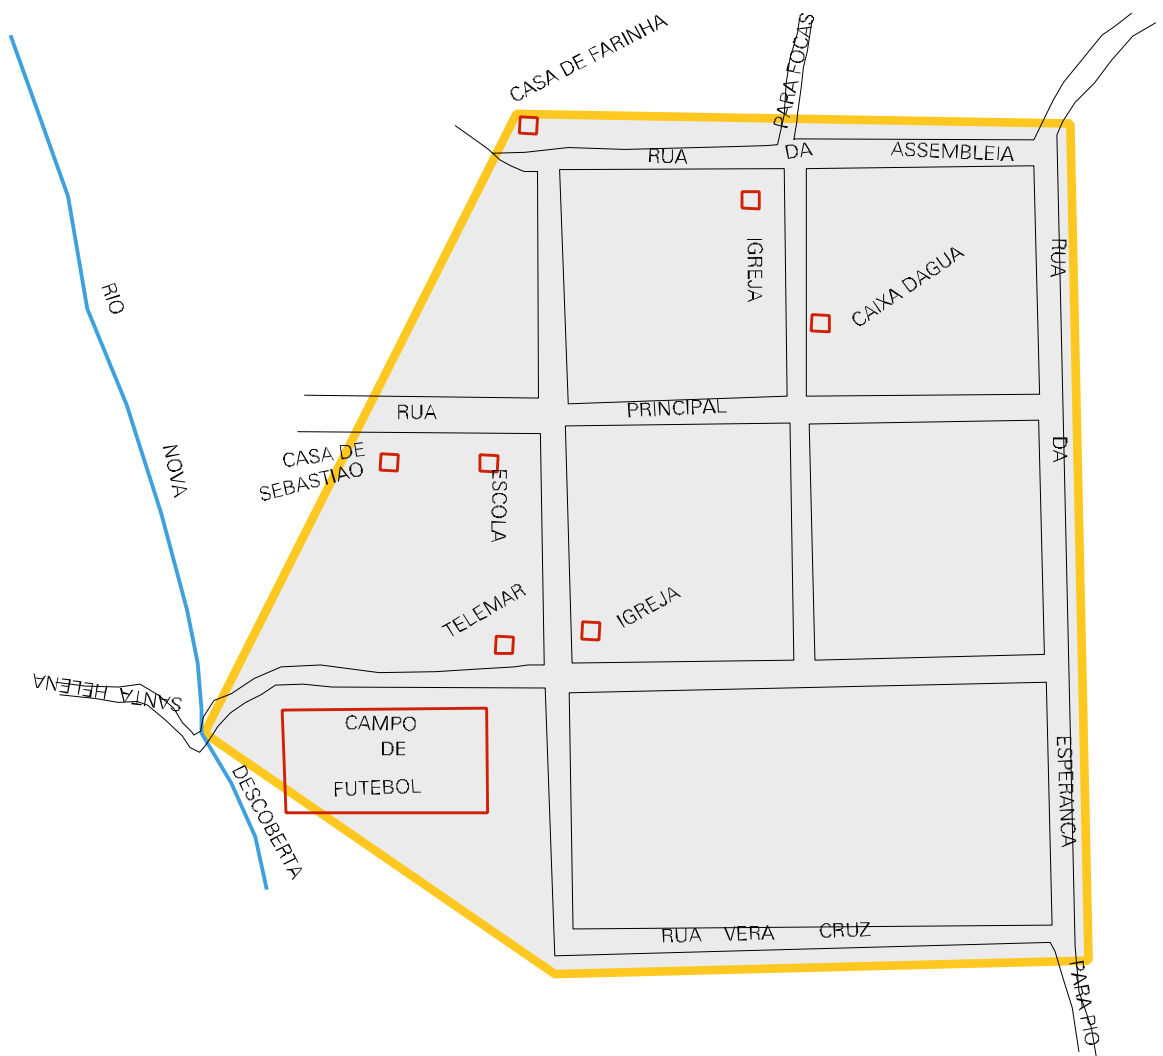 CASA DE FARINHA
PARA FOCAS
RUA DA ASSEMBLEIA
IGREJA
CAIXA DAGUA
RUA DA ESPERANCA
RIO NOVA DESCOBERTA
RUA PRINCIPAL
CASA DE
SEBASTIAO
ESCOLA
TELEMAR
IGREJA
SANTA HELENA
CAMPO
DE
FUTEBOL
RUA VERA CRUZ
PARA PIO